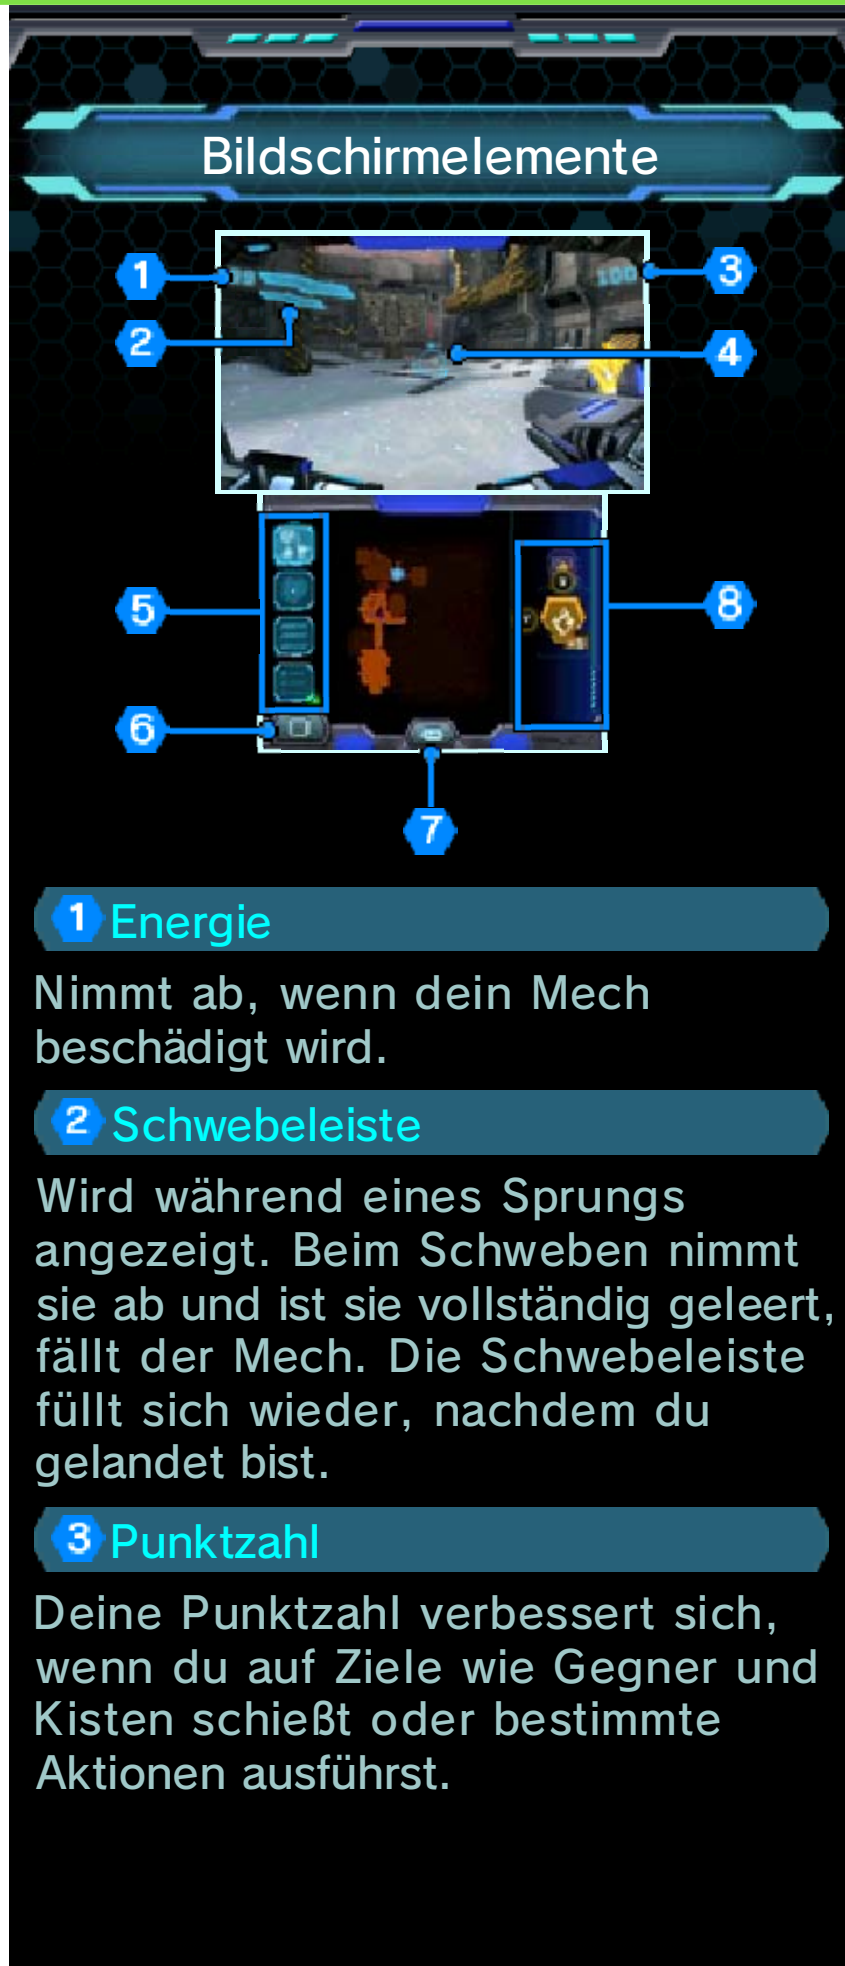 Bildschirmelemente
1
3
2
4
100
5
8
6
7
1 Energie
Nimmt ab, wenn dein Mech
beschädigt wird.
2 Schwebeleiste
Wird während eines Sprungs
angezeigt. Beim Schweben nimmt
sie ab und ist sie vollständig geleert,
fällt der Mech. Die Schwebeleiste
füllt sich wieder, nachdem du
gelandet bist.
3 Punktzahl
Deine Punktzahl verbessert sich,
wenn du auf Ziele wie Gegner und
Kisten schießt oder bestimmte
Aktionen ausführst.